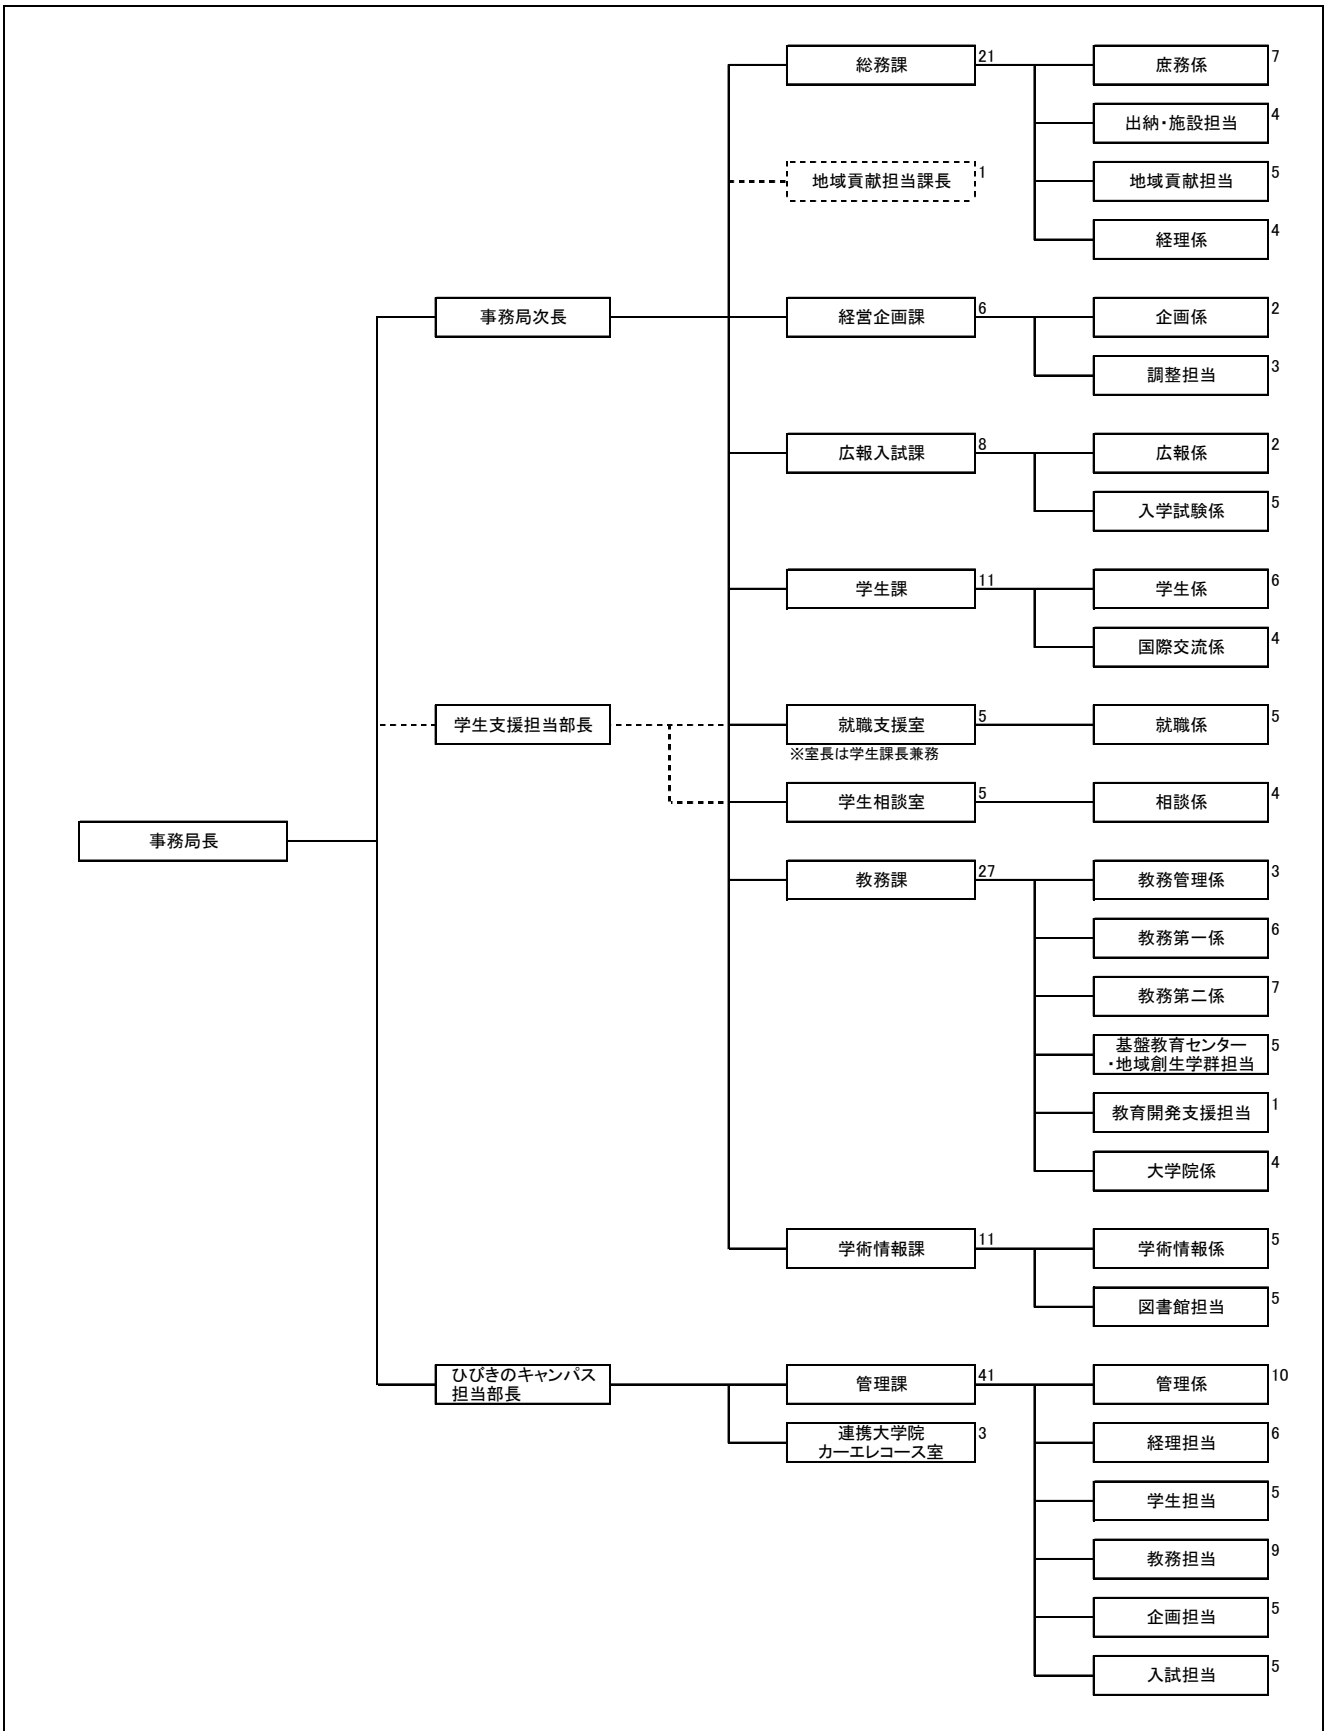 総務課 21
庶務係 7
出納・施設担当 4
地域貢献担当課長 1
地域貢献担当 5
経理係 4
事務局次長
経営企画課 6
企画係 2
調整担当 3
広報入試課 8
広報係 2
入学試験係 5
学生課 11
学生係 6
国際交流係 4
学生支援担当部長
就職支援室 5
※室長は学生課長兼務
就職係 5
学生相談室 5
相談係 4
事務局長
教務課 27
教務管理係 3
教務第一係 6
教務第二係 7
基盤教育センター
・地域創生学群担当 5
教育開発支援担当 1
大学院係 4
学術情報課 11
学術情報係 5
図書館担当 5
ひびきのキャンパス
担当部長
管理課 41
管理係 10
連携大学院
カーエレコース室 3
経理担当 6
学生担当 5
教務担当 9
企画担当 5
入試担当 5